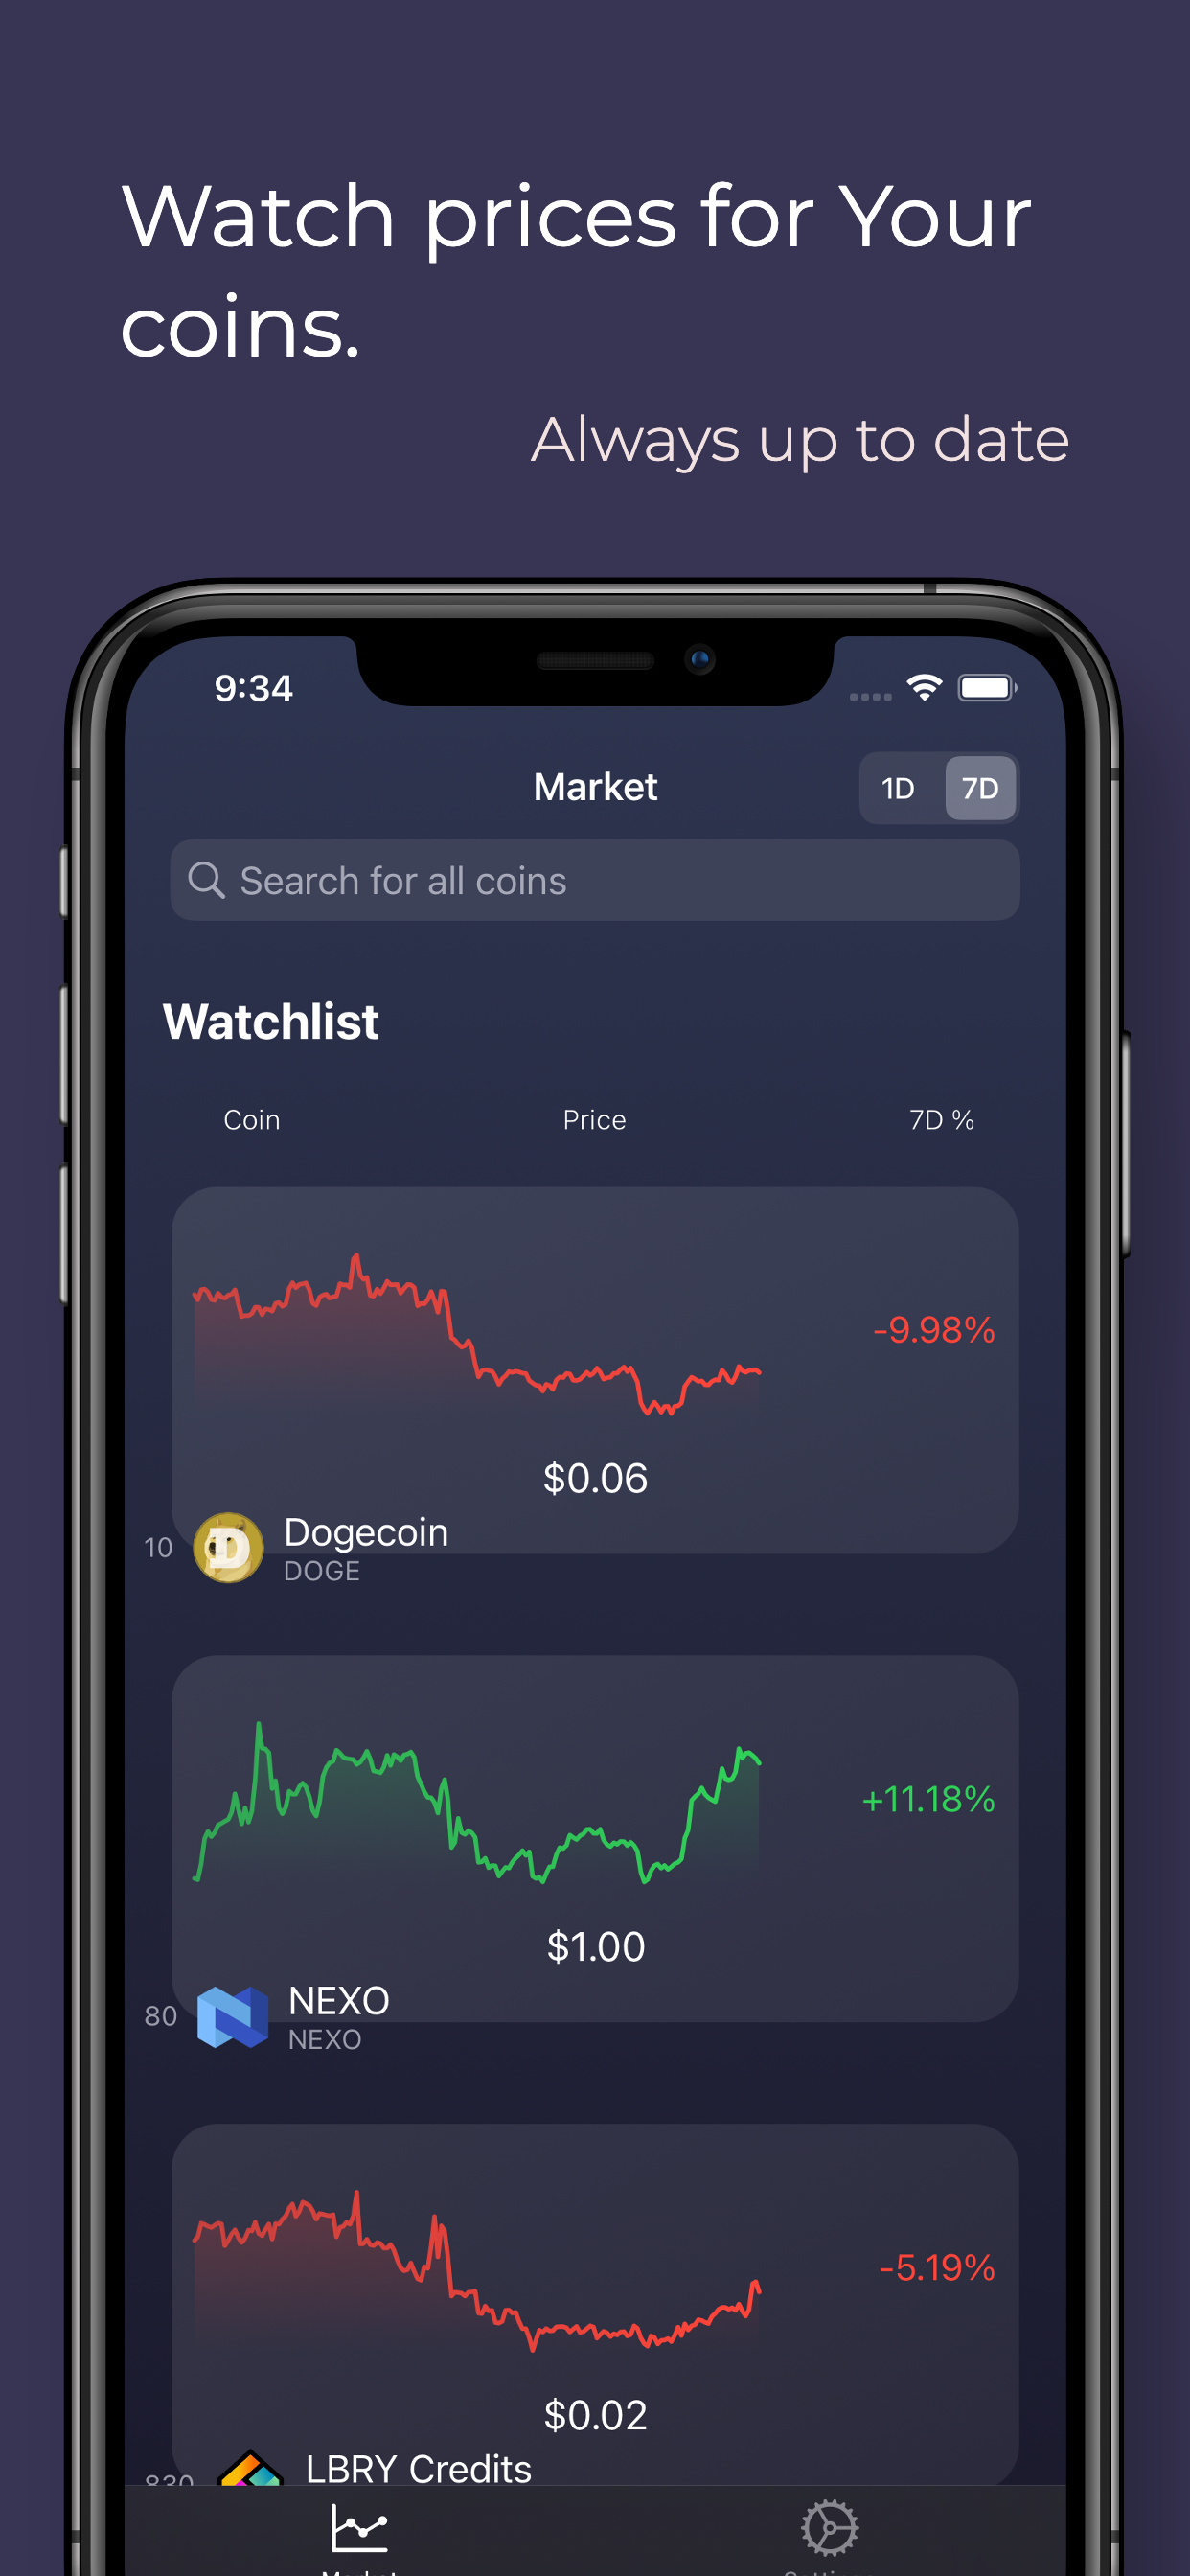 Watch prices for Your
coins.
Always up to date
9:34
Market
1D
7D
Search for all coins
Watchlist
Coin
Price
7D %
-9.98%
$0.06
10
Dogecoin
DOGE
+11.18%
$1.00
80
NEXO
NEXO
-5.19%
$0.02
830
LBRY Credits
Market